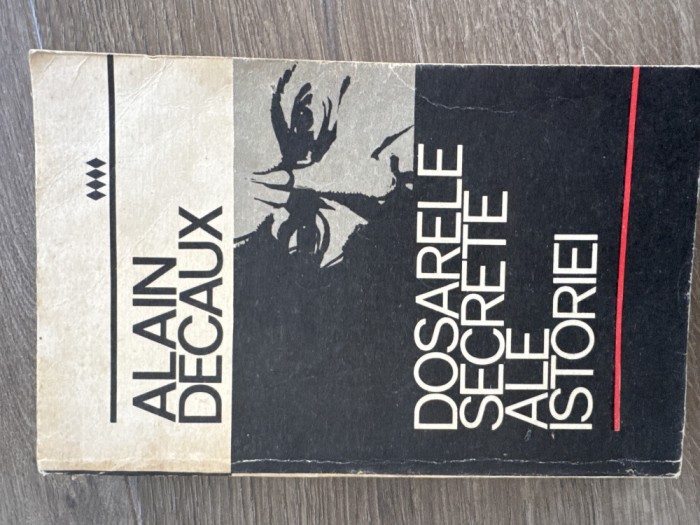 ALAIN
DECAUX
DOSARELE
SECRETE
ALE
ISTORIEI